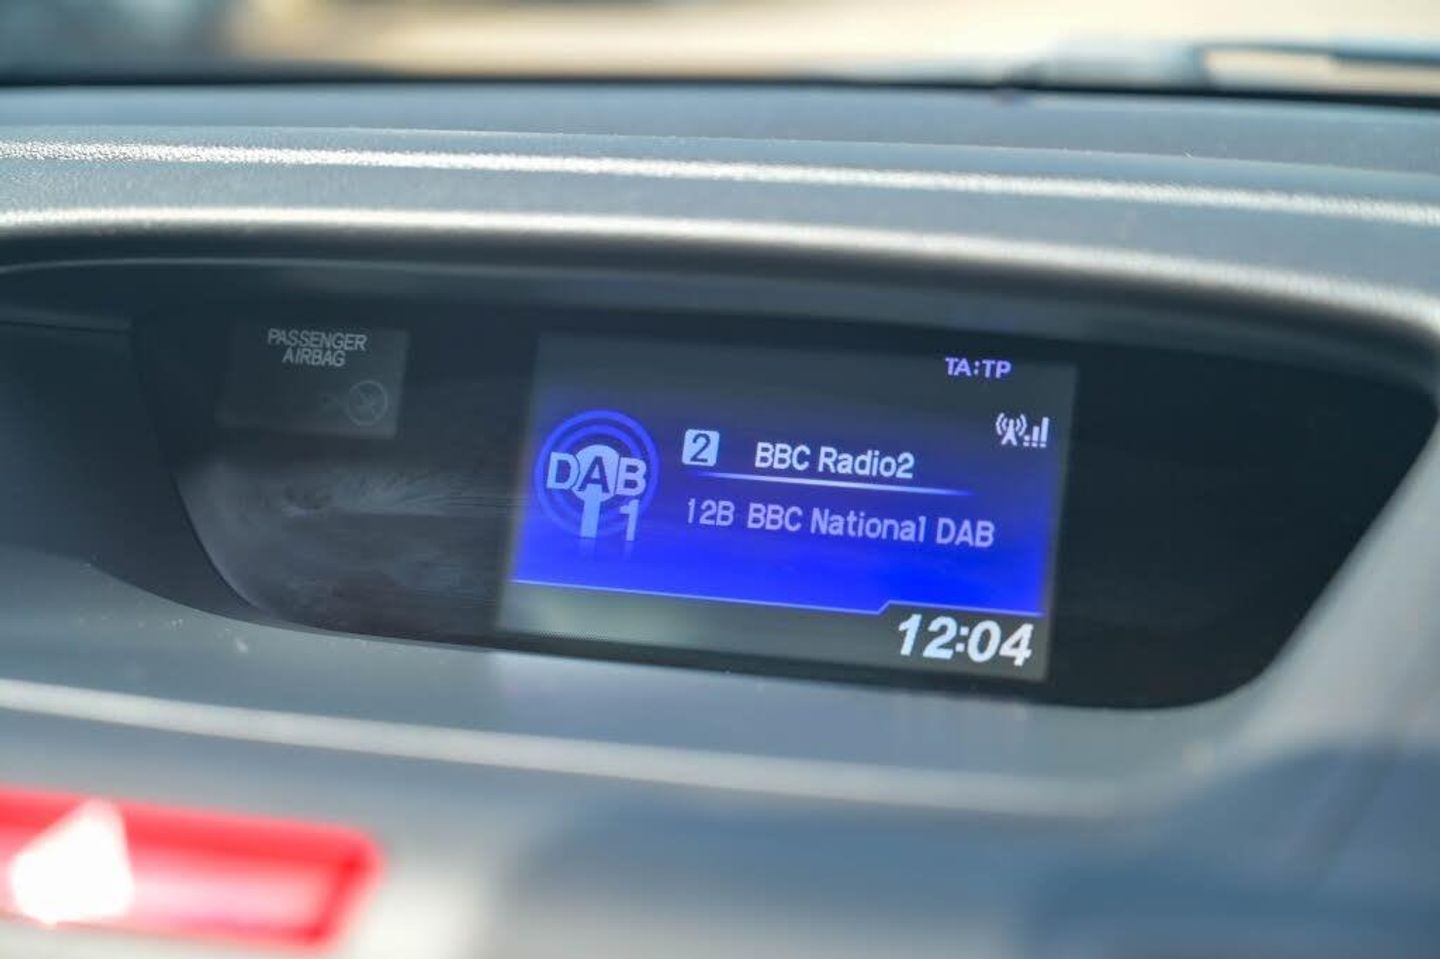 PASSENGER
AIRBAG
TA:TP
DAB
1
2 BBC Radio2
12B BBC National DAB
12:04